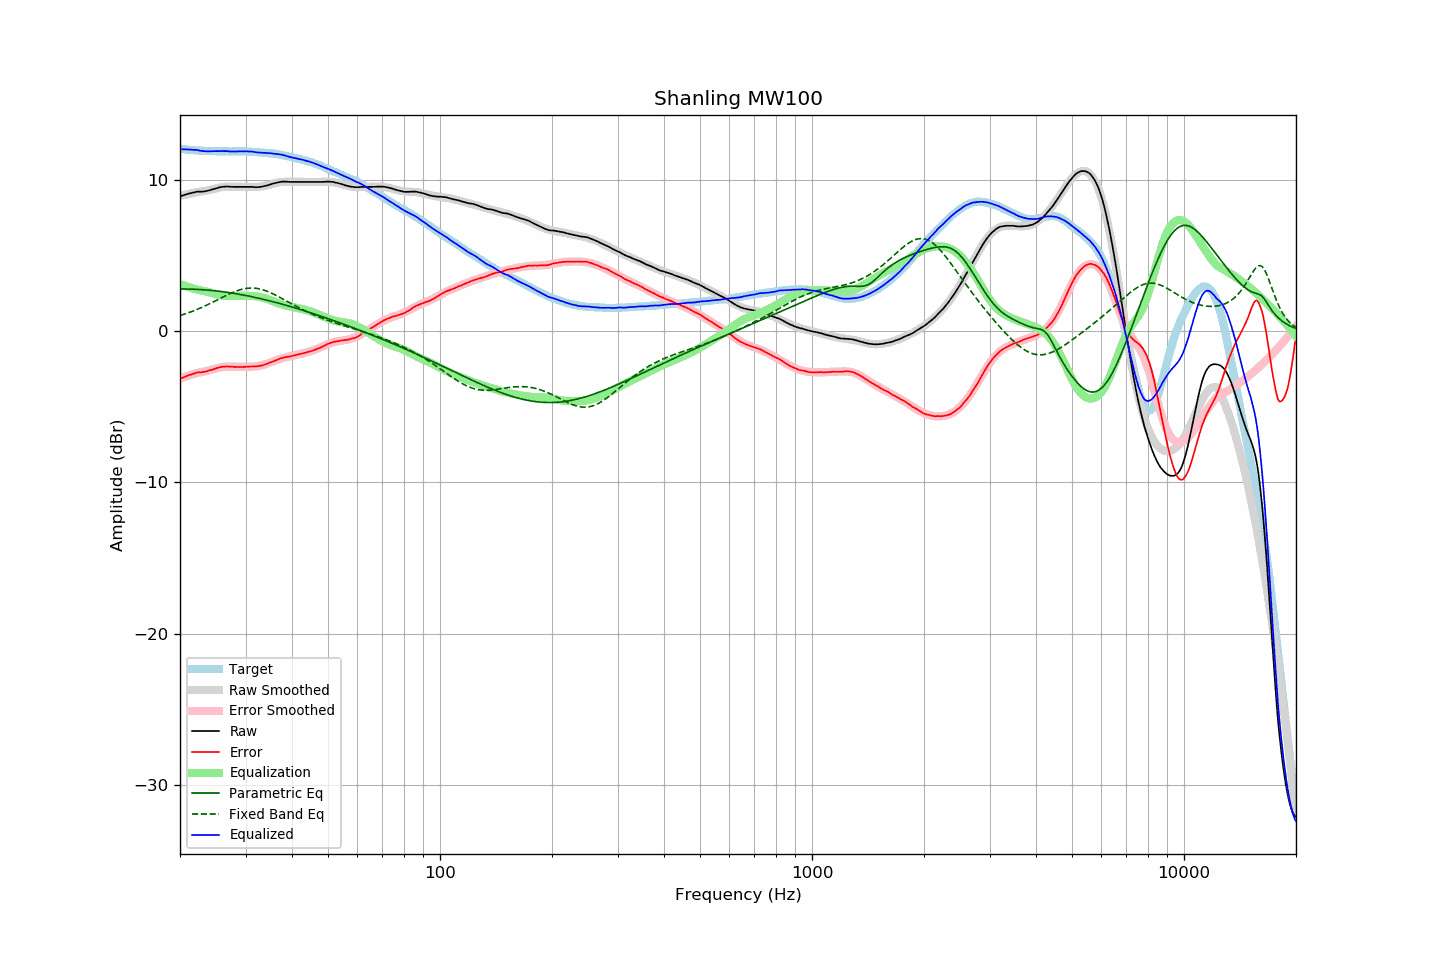 Shanling MW100
10
0
−10
−20
−30
Amplitude (dBr)
Target
Raw Smoothed
Error Smoothed
Raw
Error
Equalization
Parametric Eq
Fixed Band Eq
Equalized
100
1000
10000
Frequency (Hz)